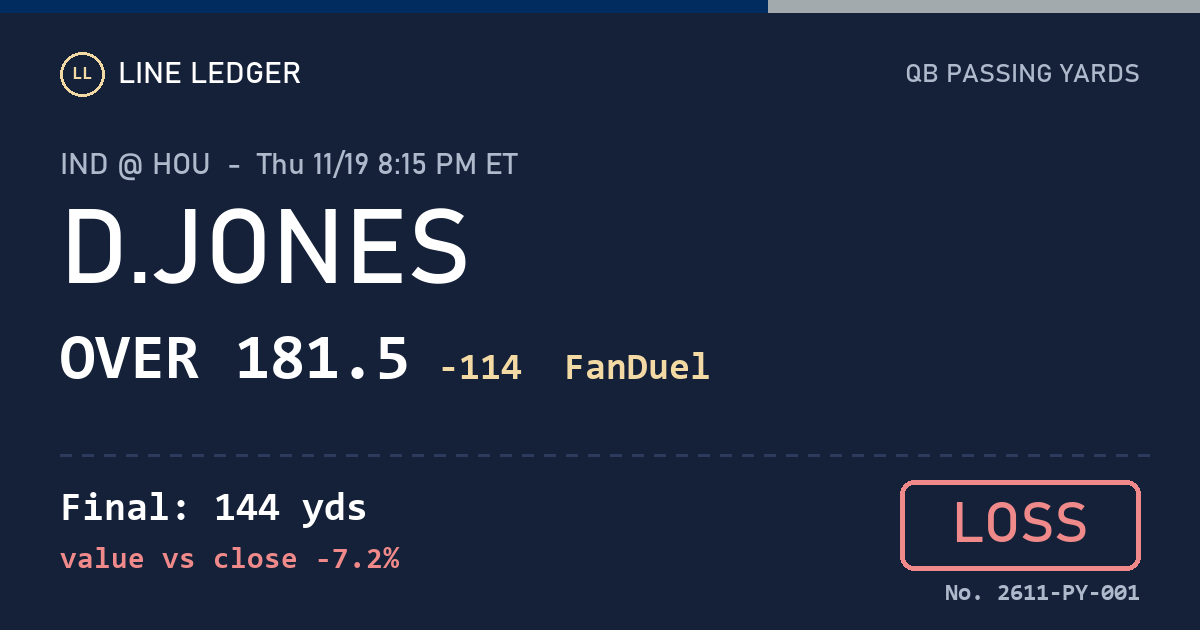 LL LINE LEDGER
QB PASSING YARDS
IND @ HOU - Thu 11/19 8:15 PM ET
D.JONES
OVER 181.5 -114 FanDuel
Final: 144 yds
value vs close -7.2%
LOSS
No. 2611-PY-001